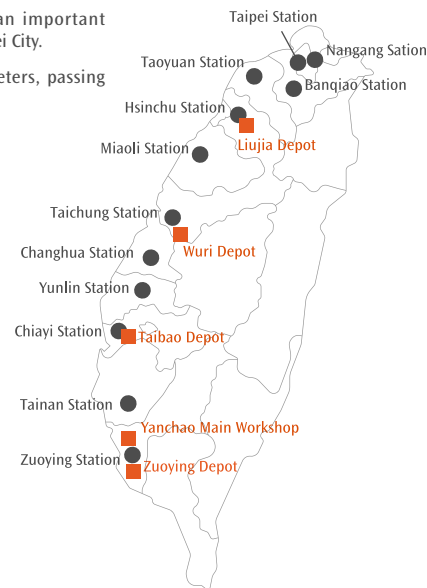 an important
ei City.
eters, passing
Taipei Station
Nangang Sation
Taoyuan Station
Banqiao Station
Hsinchu Station
Liujia Depot
Miaoli Station
Taichung Station
Wuri Depot
Changhua Station
Yunlin Station
Chiayi Station
Taibao Depot
Tainan Station
Yanchao Main Workshop
Zuoying Station
Zuoying Depot